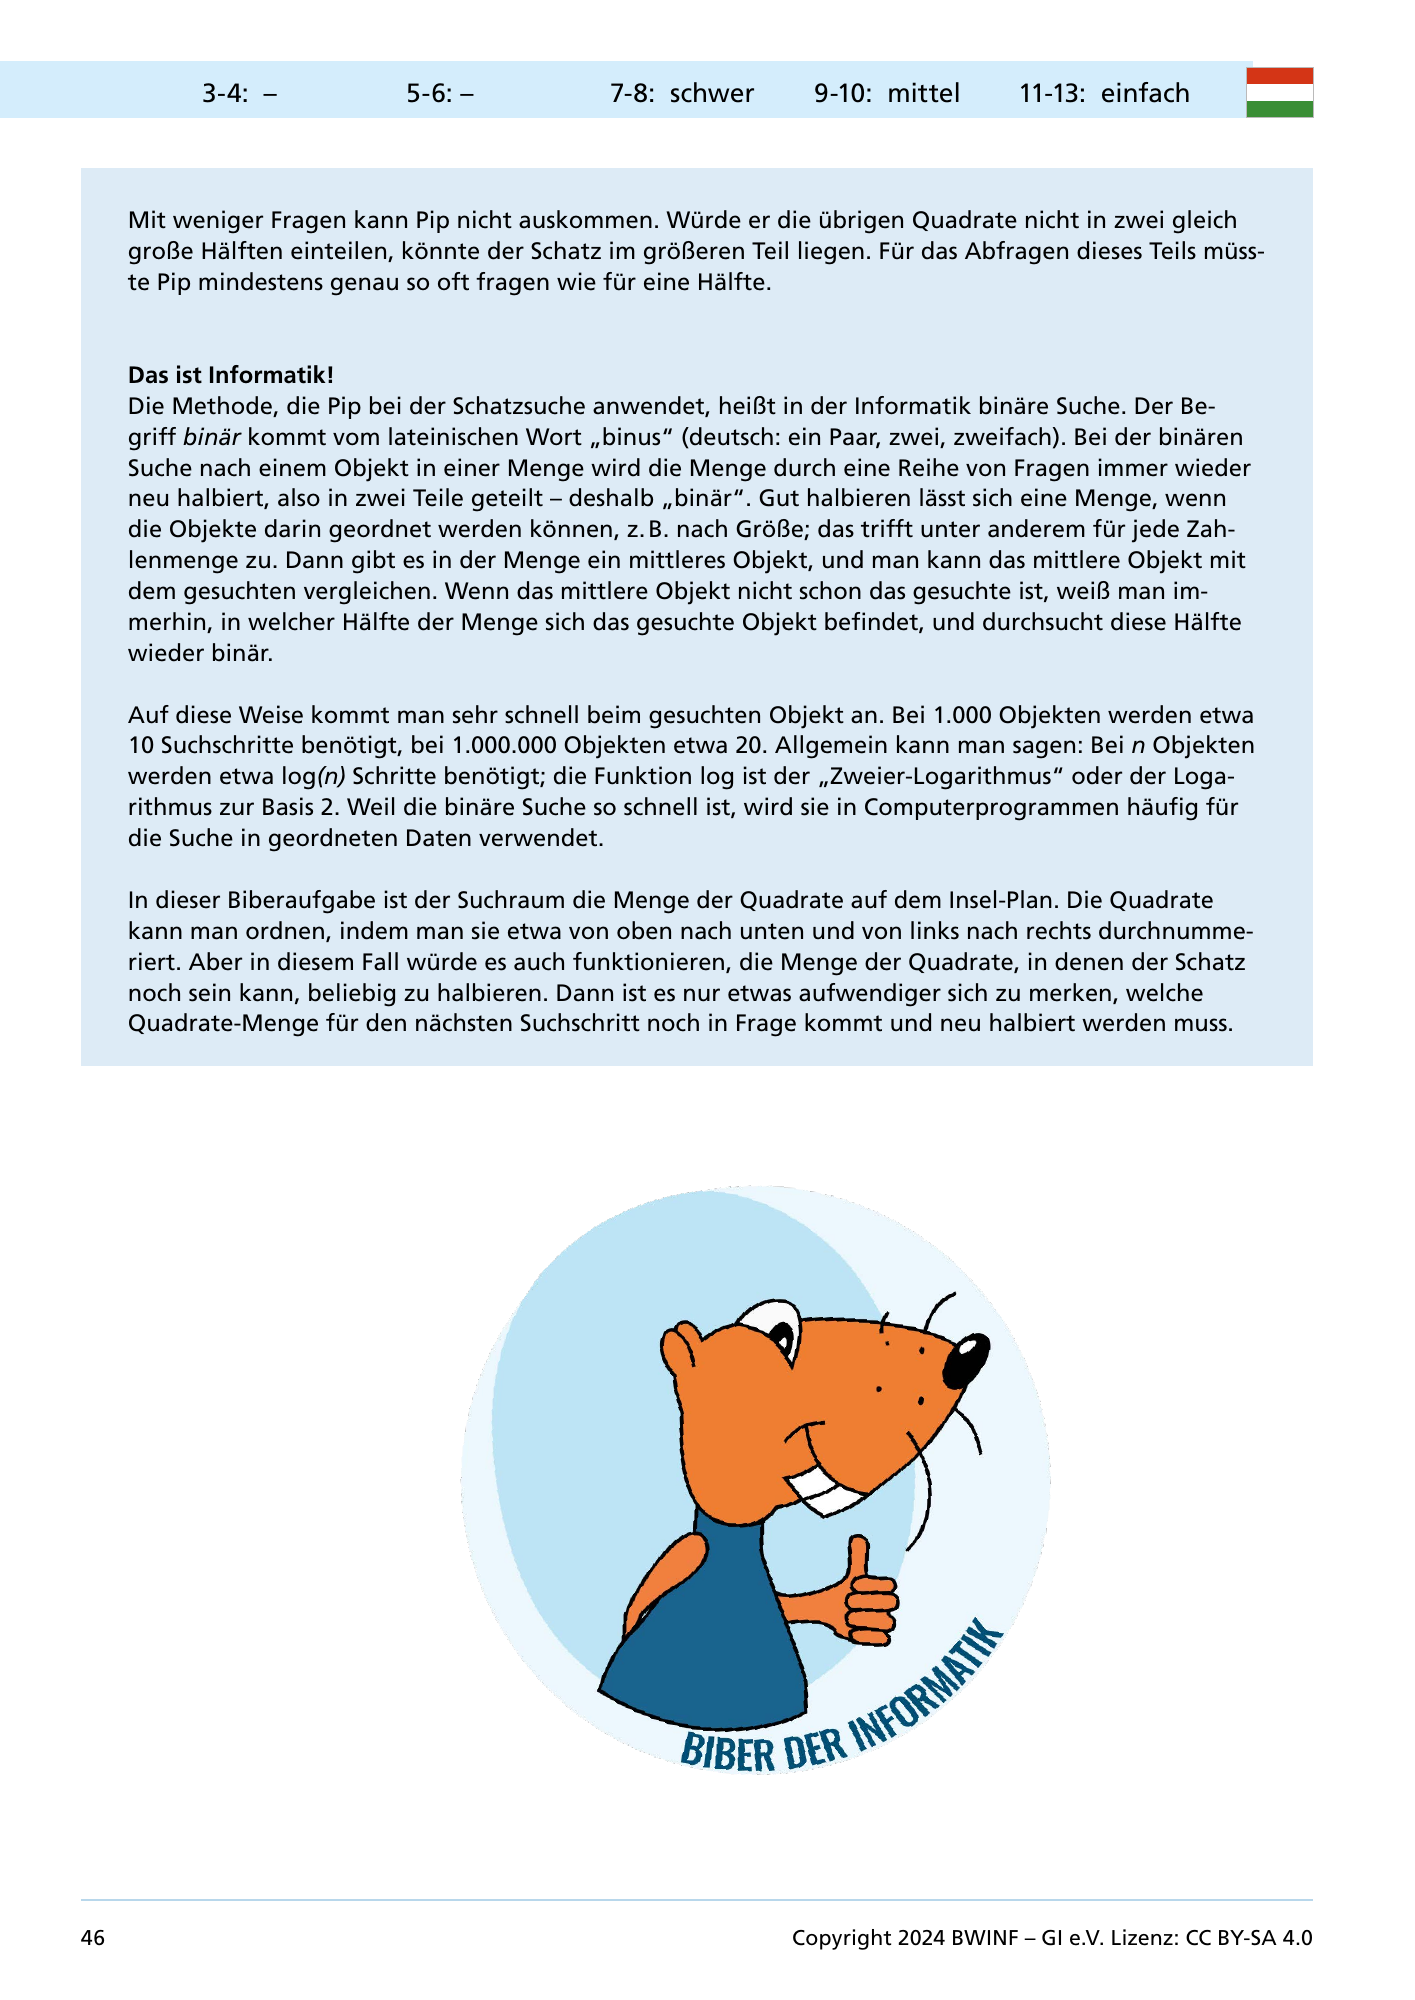 3-4: –
5-6: –
7-8: schwer
9-10: mittel
11-13: einfach
Mit weniger Fragen kann Pip nicht auskommen. Würde er die übrigen Quadrate nicht in zwei gleich
große Hälften einteilen, könnte der Schatz im größeren Teil liegen. Für das Abfragen dieses Teils müss-
te Pip mindestens genau so oft fragen wie für eine Hälfte.
Das ist Informatik!
Die Methode, die Pip bei der Schatzsuche anwendet, heißt in der Informatik binäre Suche. Der Be-
griff binär kommt vom lateinischen Wort „binus“ (deutsch: ein Paar, zwei, zweifach). Bei der binären
Suche nach einem Objekt in einer Menge wird die Menge durch eine Reihe von Fragen immer wieder
neu halbiert, also in zwei Teile geteilt – deshalb „binär“. Gut halbieren lässt sich eine Menge, wenn
die Objekte darin geordnet werden können, z. B. nach Größe; das trifft unter anderem für jede Zah-
lenmenge zu. Dann gibt es in der Menge ein mittleres Objekt, und man kann das mittlere Objekt mit
dem gesuchten vergleichen. Wenn das mittlere Objekt nicht schon das gesuchte ist, weiß man im-
merhin, in welcher Hälfte der Menge sich das gesuchte Objekt befindet, und durchsucht diese Hälfte
wieder binär.
Auf diese Weise kommt man sehr schnell beim gesuchten Objekt an. Bei 1.000 Objekten werden etwa
10 Suchschritte benötigt, bei 1.000.000 Objekten etwa 20. Allgemein kann man sagen: Bei n Objekten
werden etwa log(n) Schritte benötigt; die Funktion log ist der „Zweier-Logarithmus“ oder der Loga-
rithmus zur Basis 2. Weil die binäre Suche so schnell ist, wird sie in Computerprogrammen häufig für
die Suche in geordneten Daten verwendet.
In dieser Biberaufgabe ist der Suchraum die Menge der Quadrate auf dem Insel-Plan. Die Quadrate
kann man ordnen, indem man sie etwa von oben nach unten und von links nach rechts durchnumme-
riert. Aber in diesem Fall würde es auch funktionieren, die Menge der Quadrate, in denen der Schatz
noch sein kann, beliebig zu halbieren. Dann ist es nur etwas aufwendiger sich zu merken, welche
Quadrate-Menge für den nächsten Suchschritt noch in Frage kommt und neu halbiert werden muss.
BIBER DER INFORMATIK
46
Copyright 2024 BWINF – GI e.V. Lizenz: CC BY-SA 4.0